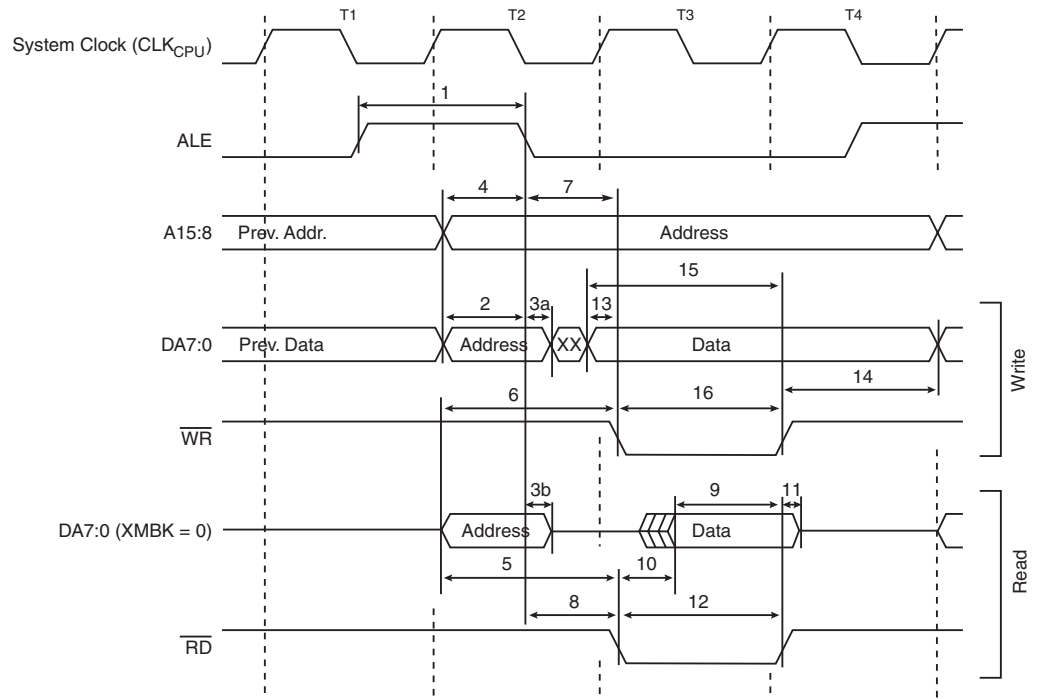 T1 T2 T3 T4
System Clock (CLKCPU)
1
ALE
4 7
A15:8 Prev. Addr. Address
15
2 3a 13
DA7:0 Prev. Data Address XX Data
14
6 16
WR
3b 9 11
DA7:0 (XMBK = 0) Address Data
5 10
8 12
RD
Write
Read